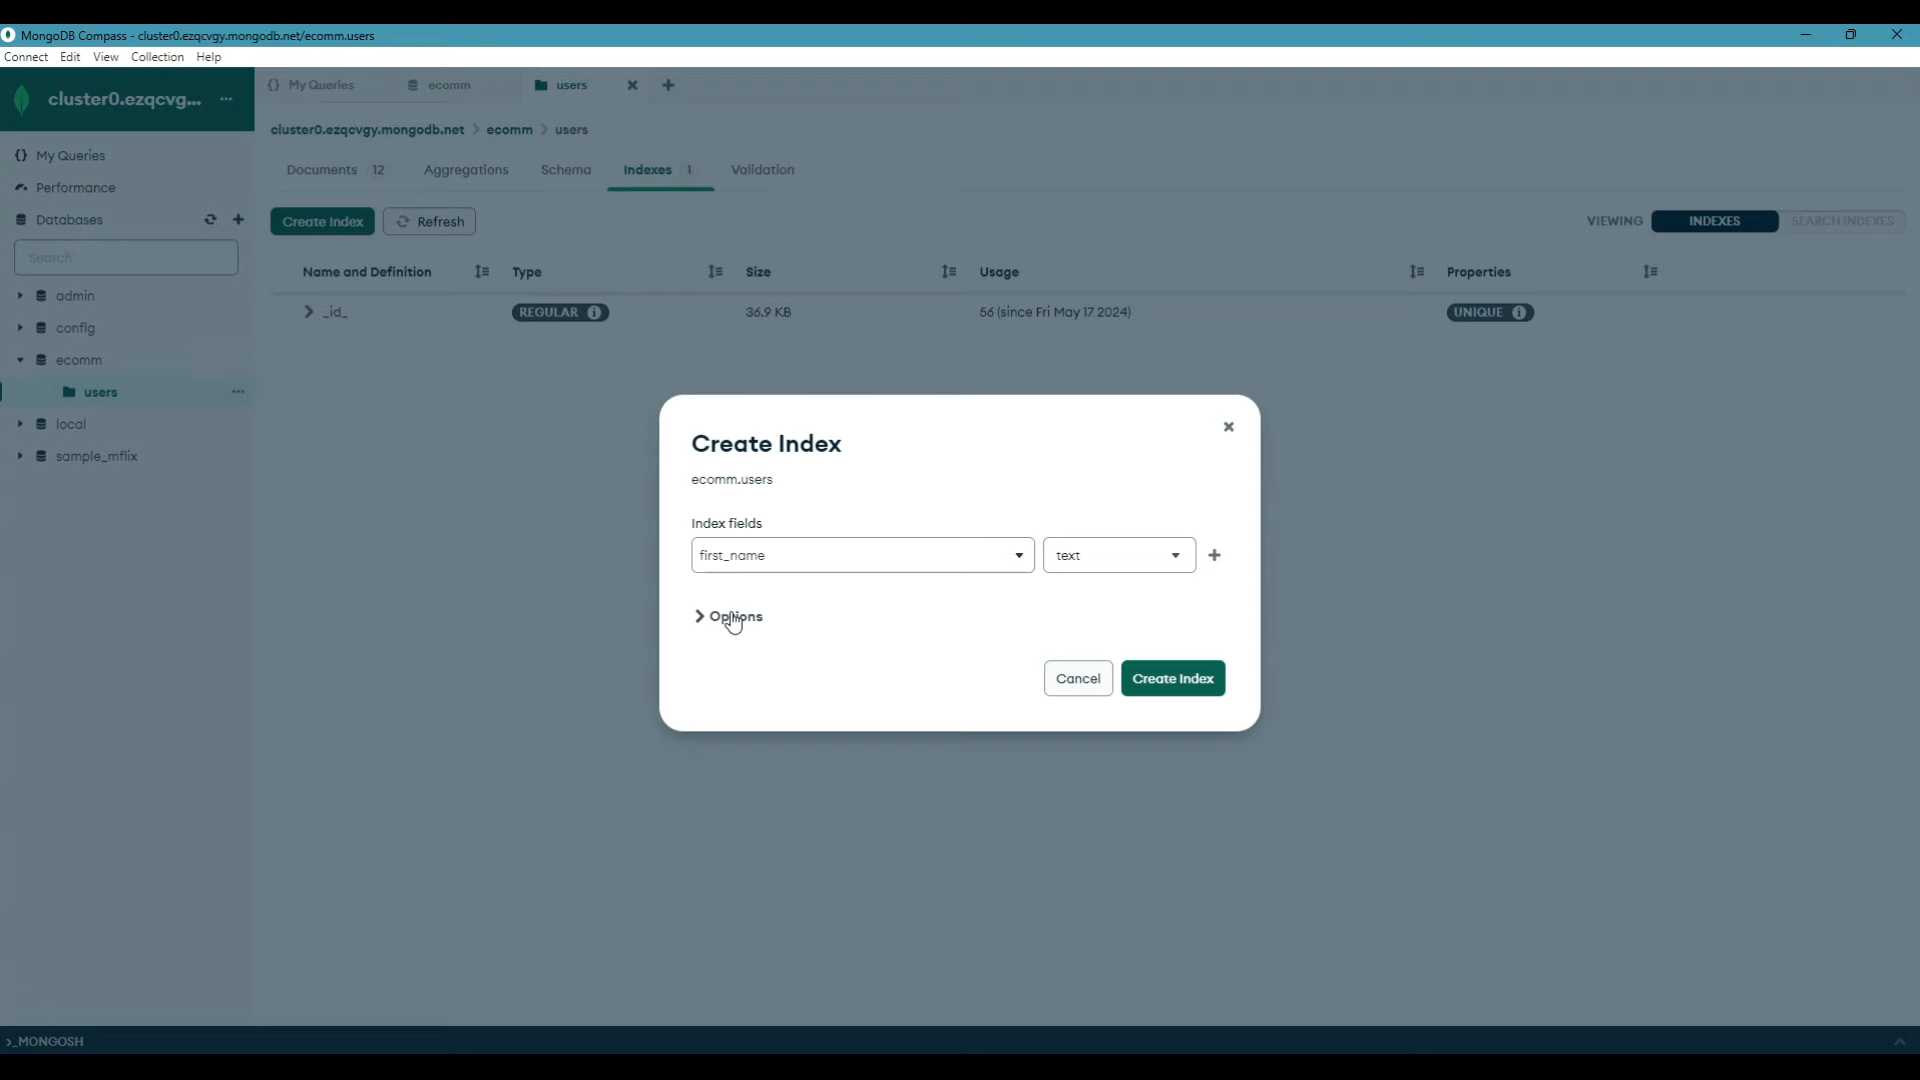 MongoDB Compass - cluster0.ezqcvgy.mongodb.net/ecomm.users
Connect Edit View Collection Help
cluster0.ezqcvg... ...
My Queries ecomm users
cluster0.ezqcvgy.mongodb.net > ecomm > users
My Queries
Performance
Databases
Search
admin
config
ecomm
users ...
local
sample_mflix
Documents 12 Aggregations Schema Indexes 1 Validation
Create Index Refresh VIEWING INDEXES SEARCH INDEXES
Name and Definition Type Size Usage Properties
_id_ REGULAR 36.9 KB 56 (since Fri May 17 2024) UNIQUE
Create Index
ecomm.users
Index fields
first_name text
Options
Cancel Create Index
>_MONGOSH